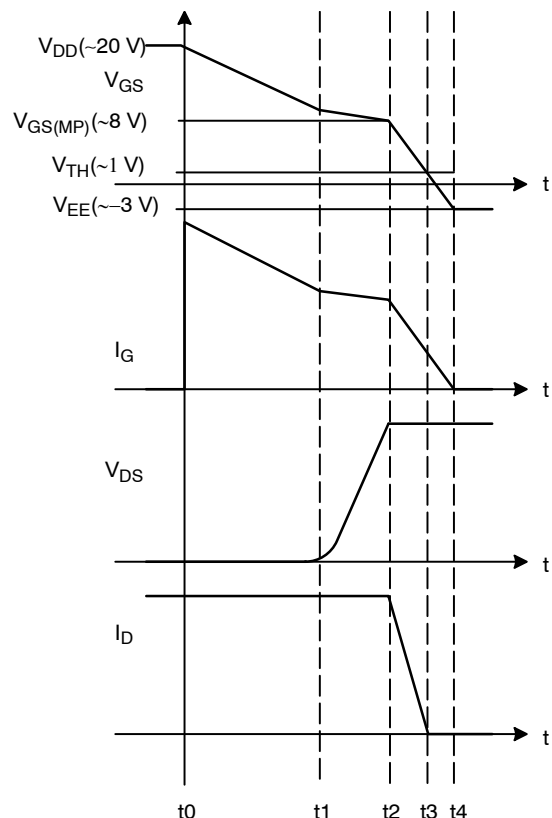 V_DD(~20 V)
V_GS
V_GS(MP)(~8 V)
V_TH(~1 V)
t
V_EE(~–3 V)
I_G
t
V_DS
t
I_D
t
t0 t1 t2 t3 t4